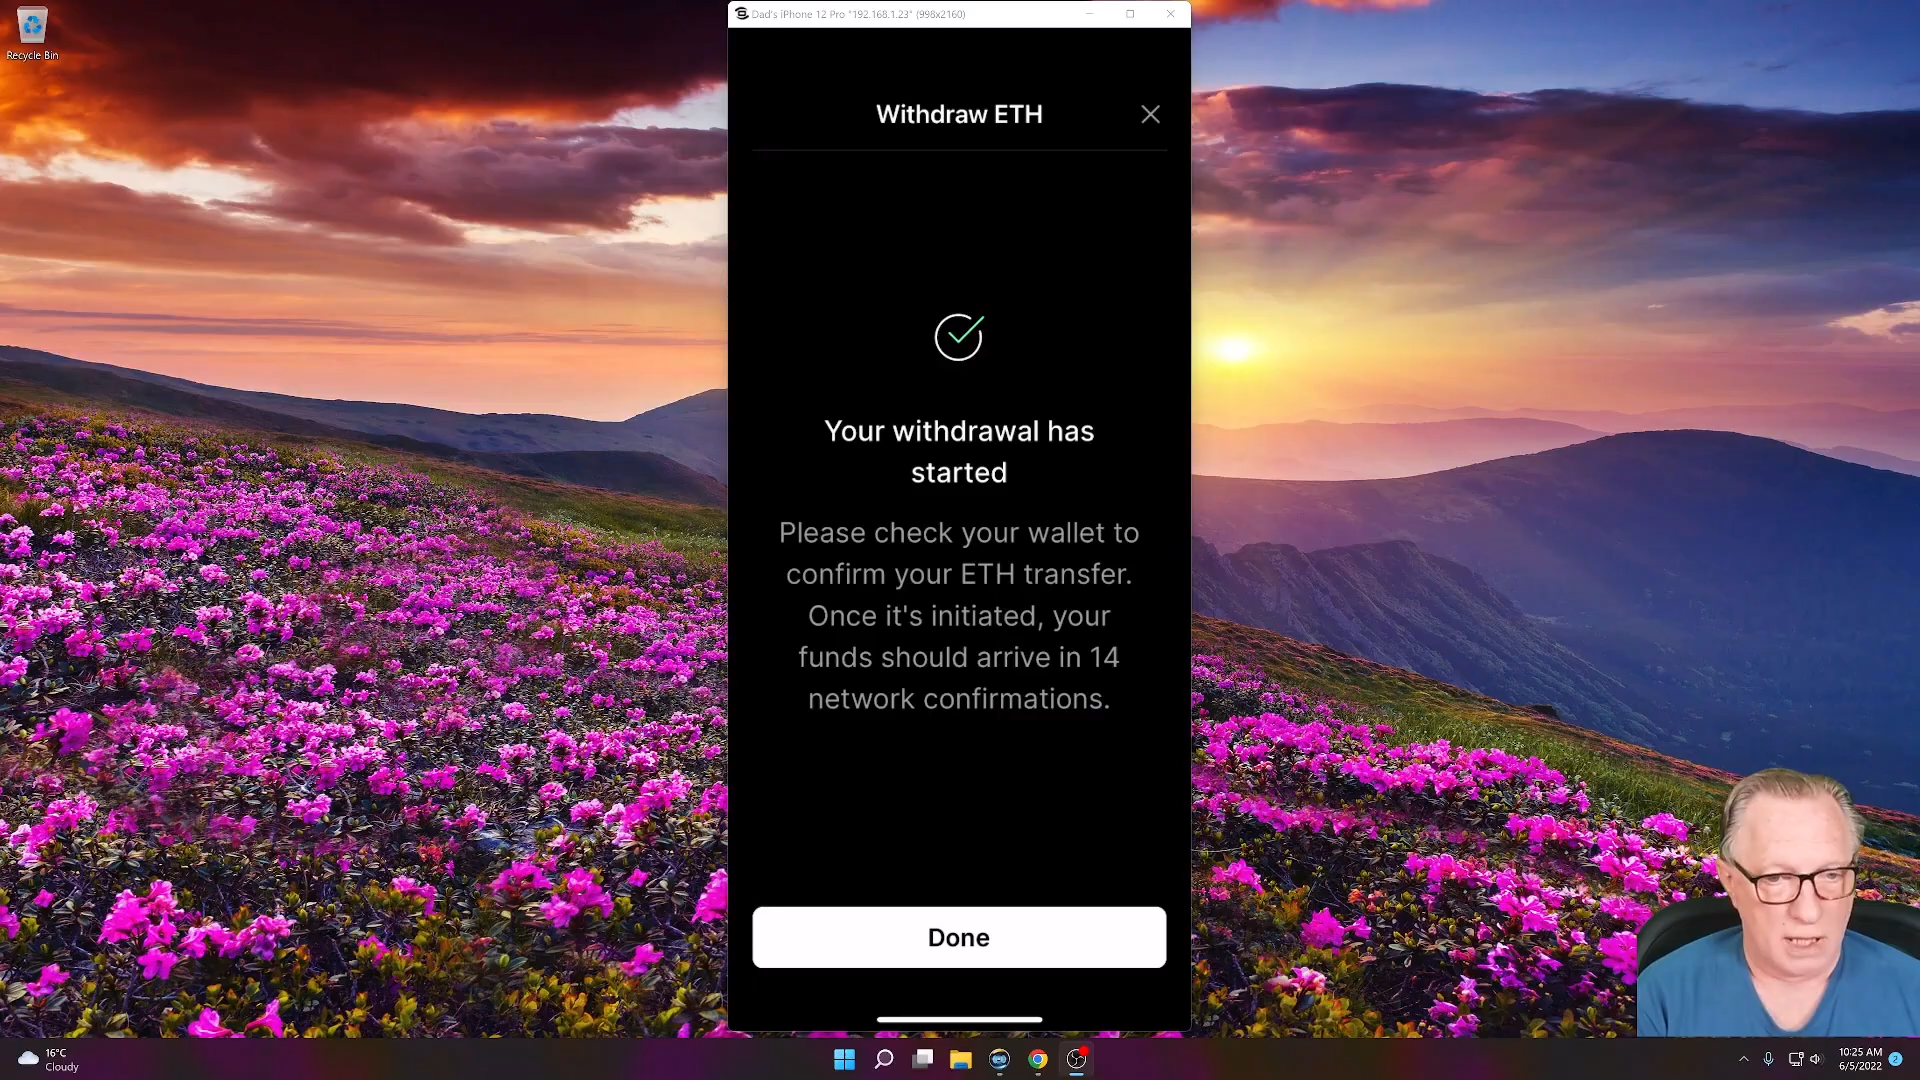 Recycle Bin
Dad's iPhone 12 Pro "192.168.1.23" (998x2160)
Withdraw ETH
Your withdrawal has
started
Please check your wallet to
confirm your ETH transfer.
Once it's initiated, your
funds should arrive in 14
network confirmations.
Done
16°C
Cloudy
10:25 AM
6/5/2022
2